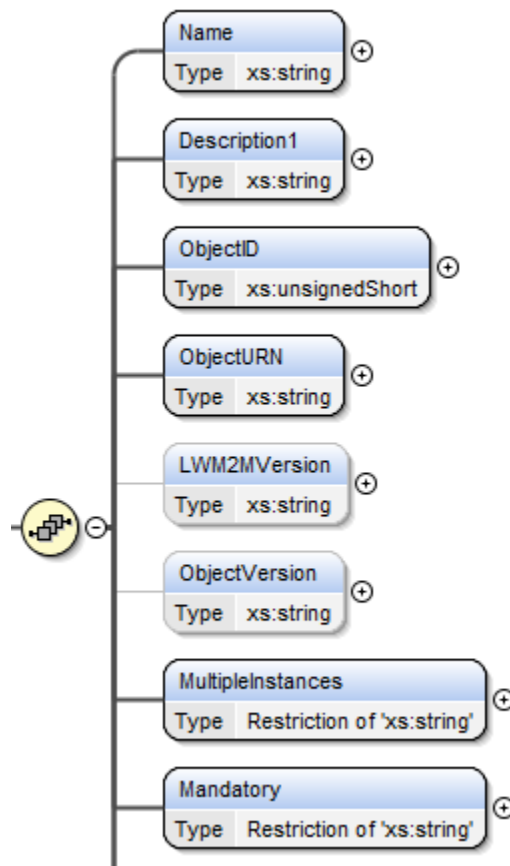 Name
Type xs:string
Description1
Type xs:string
ObjectID
Type xs:unsignedShort
ObjectURN
Type xs:string
LWM2MVersion
Type xs:string
ObjectVersion
Type xs:string
MultipleInstances
Type Restriction of 'xs:string'
Mandatory
Type Restriction of 'xs:string'